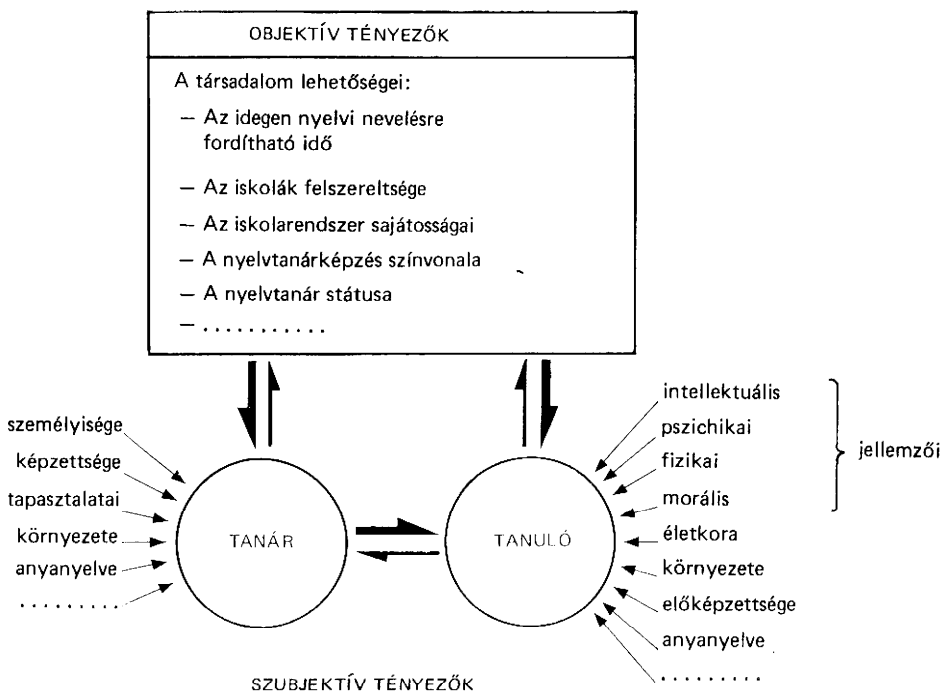 OBJEKTÍV TÉNYEZŐK
A társadalom lehetőségei:
– Az idegen nyelvi nevelésre
fordítható idő
– Az iskolák felszereltsége
– Az iskolarendszer sajátosságai
– A nyelvtanárképzés színvonala
– A nyelvtanár státusa
– . . . . . . . . . . .
személyisége
képzettsége
tapasztalatai
környezete
anyanyelve
. . . . . . . . .
TANÁR
TANULÓ
intellektuális
pszichikai
fizikai
morális
jellemzői
életkora
környezete
előképzettsége
anyanyelve
. . . . . . . . .
SZUBJEKTÍV TÉNYEZŐK